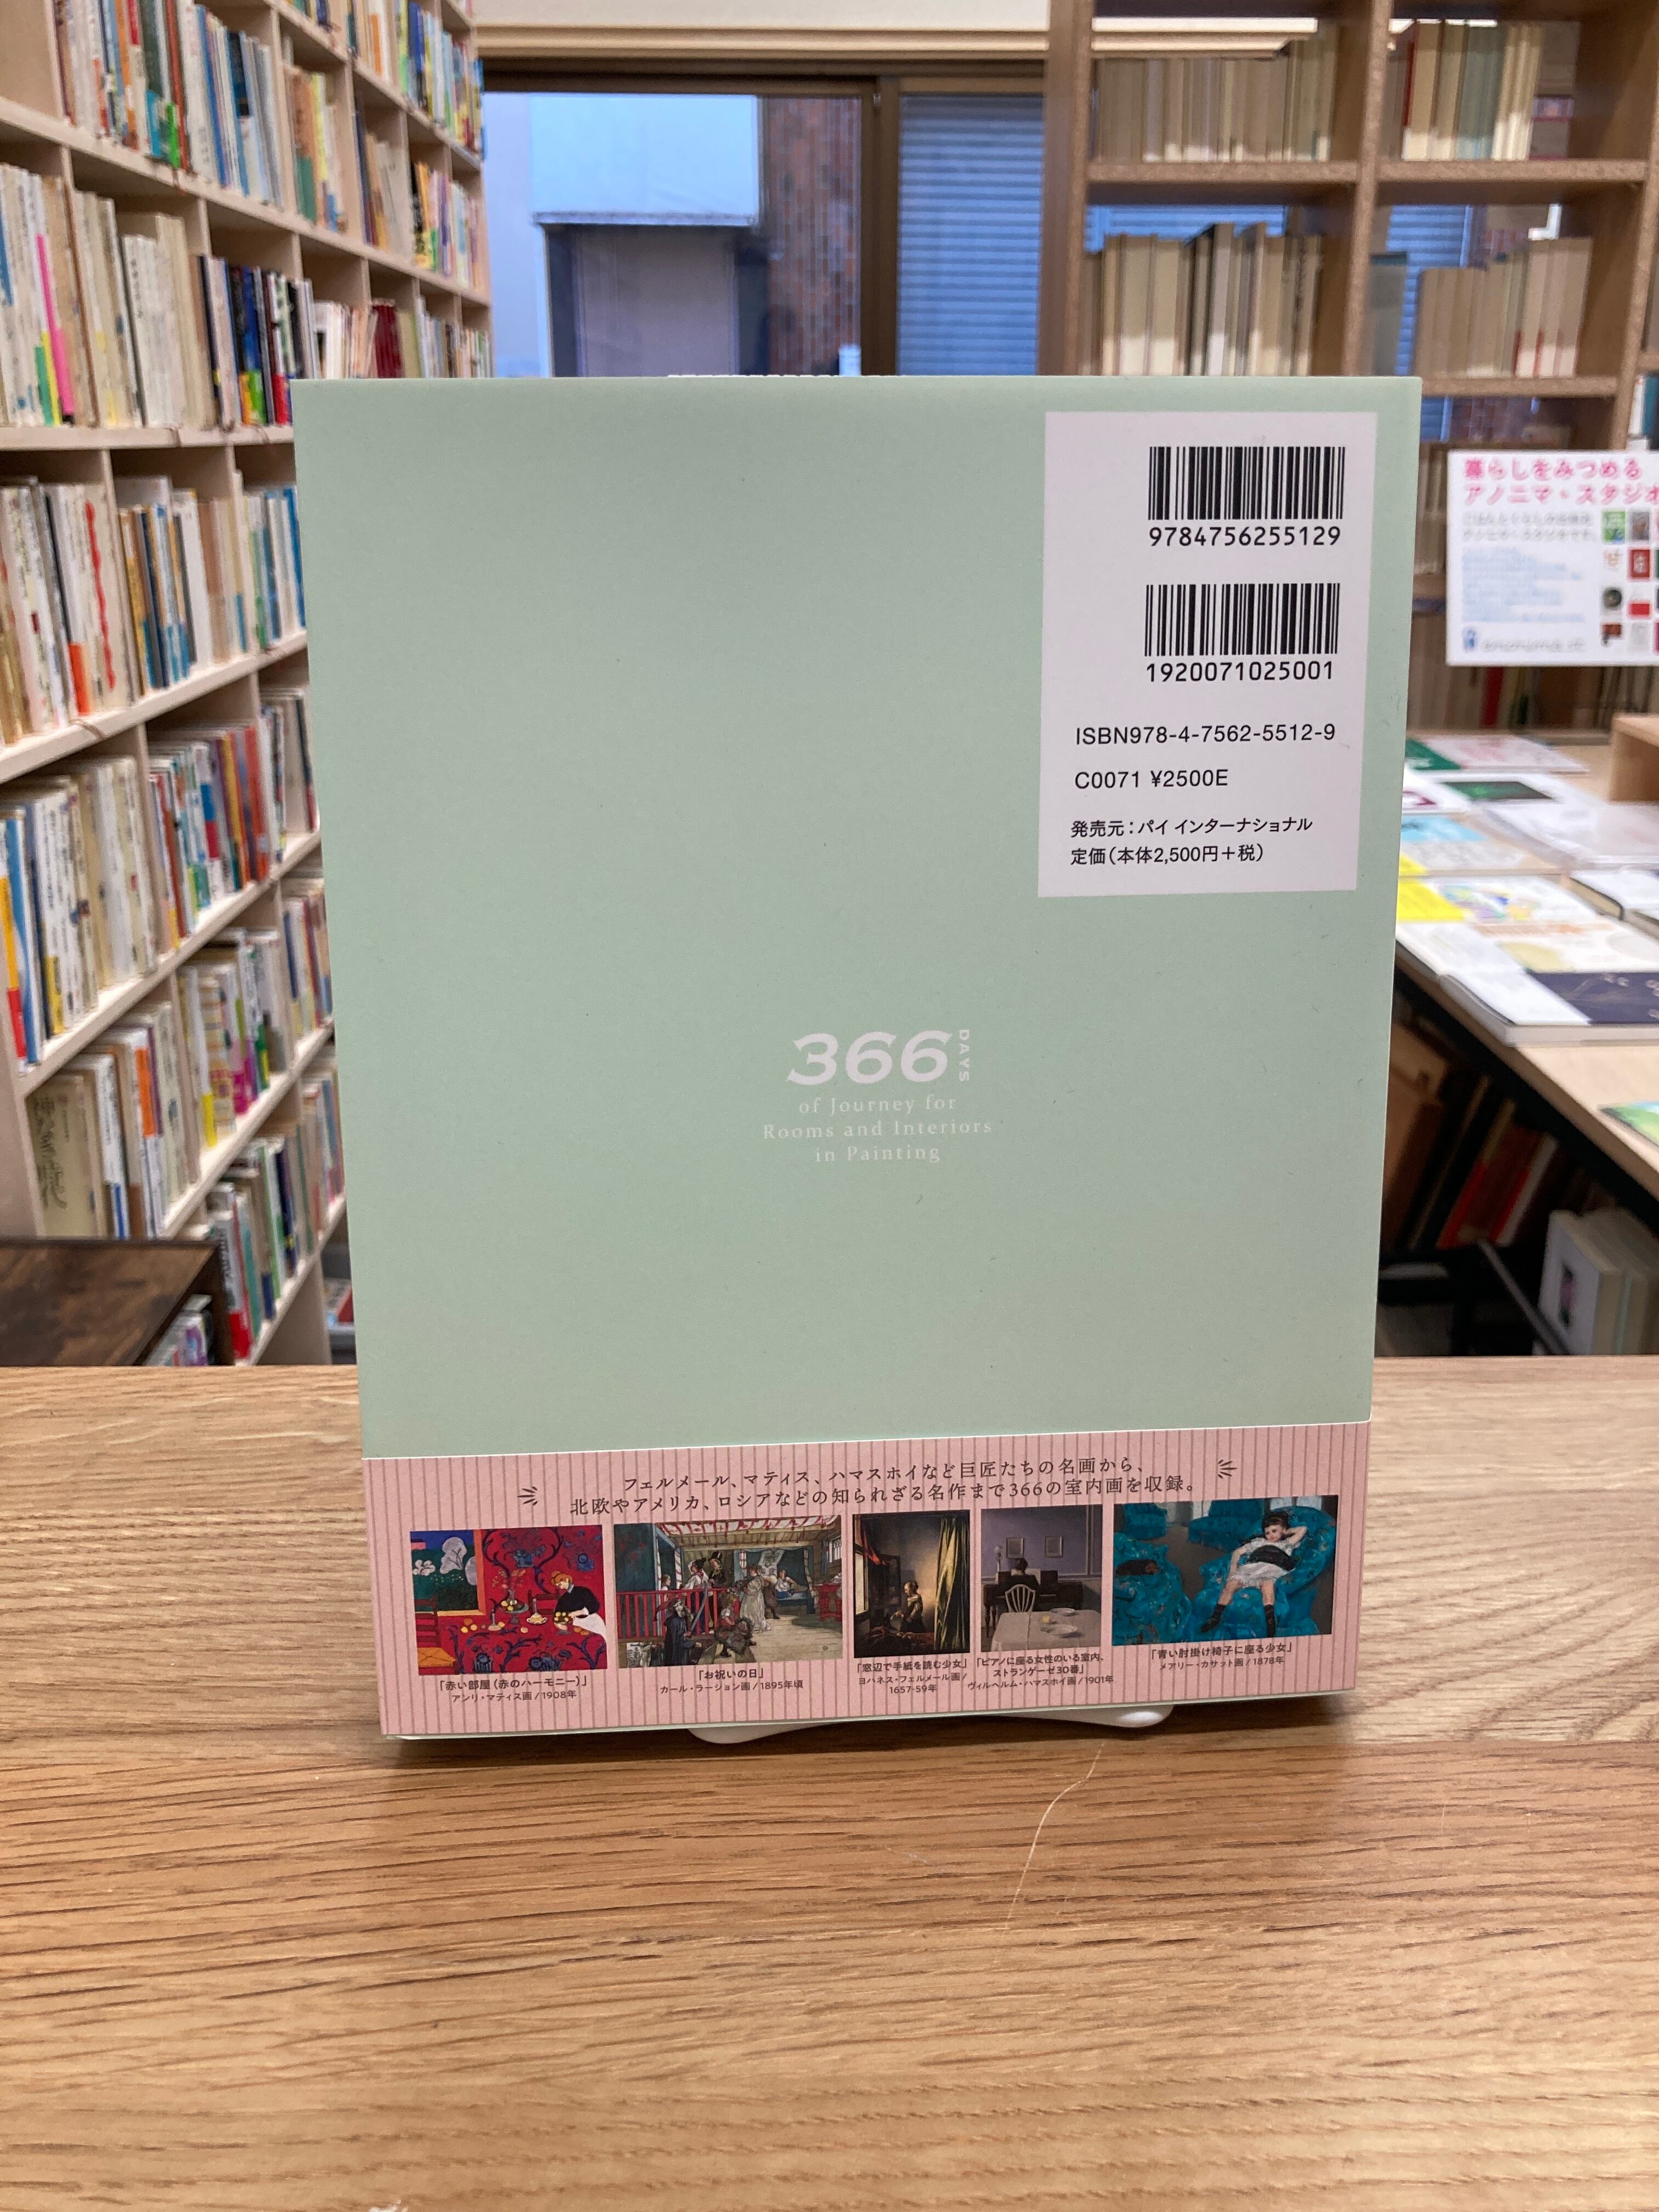 9784756255129
1920071025001
ISBN978-4-7562-5512-9
C0071 ¥2500E
発売元：パイ インターナショナル
定価（本体2,500円＋税）
暮らしをみつめる
アノニマ・スタジオ
366 DAYS
of Journey for
Rooms and Interiors
in Painting
フェルメール、マティス、ハマスホイなど巨匠たちの名画から、
北欧やアメリカ、ロシアなどの知られざる名作まで366の室内画を収録。
「赤い部屋（赤のハーモニー）」
アンリ・マティス画 / 1908年
「お祝いの日」
カール・ラーション画 / 1895年頃
「窓辺で手紙を読む少女」
ヨハネス・フェルメール画 /
1657-59年
「ピアノに座る女性のいる室内、
ストランゲーゼ30番」
ヴィルヘルム・ハマスホイ画 / 1901年
「青い肘掛け椅子に座る少女」
メアリー・カサット画 / 1878年